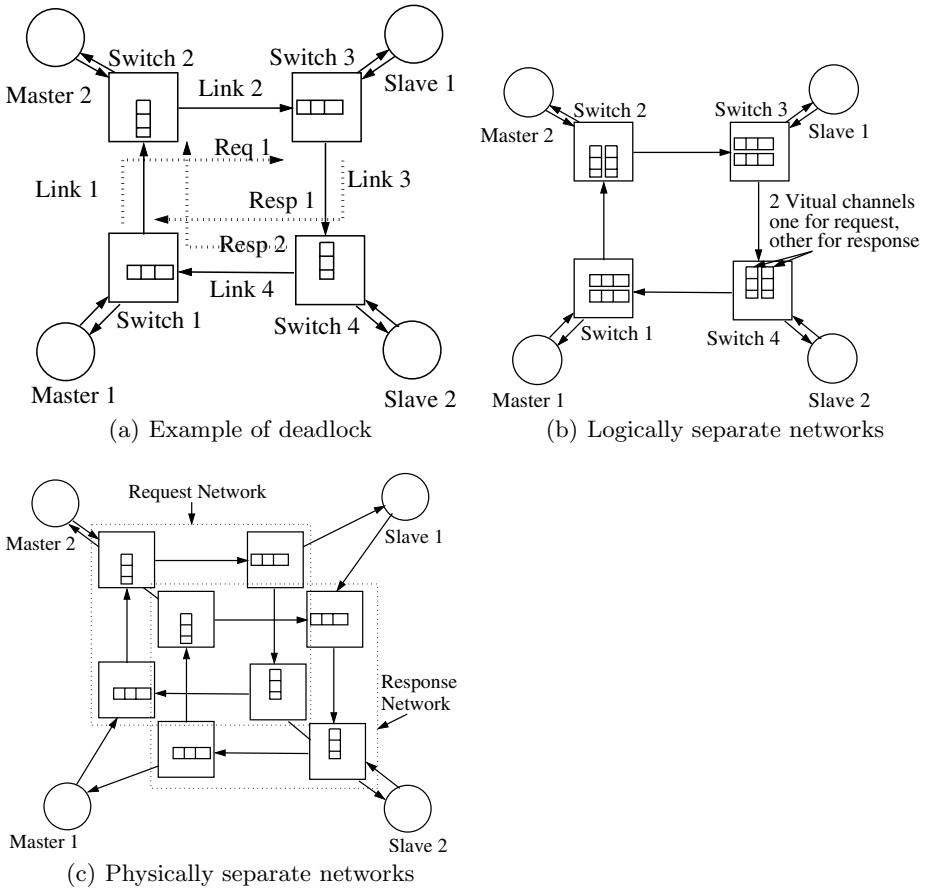 Switch 2
Switch 3
Master 2
Link 2
Slave 1
Req 1
Link 1
Link 3
Resp 1
Resp 2
Link 4
Switch 1
Switch 4
Master 1
Slave 2
(a) Example of deadlock
Switch 2
Switch 3
Master 2
Slave 1
2 Vitual channels
one for request,
other for response
Switch 1
Switch 4
Master 1
Slave 2
(b) Logically separate networks
Request Network
Master 2
Slave 1
Response
Network
Master 1
Slave 2
(c) Physically separate networks